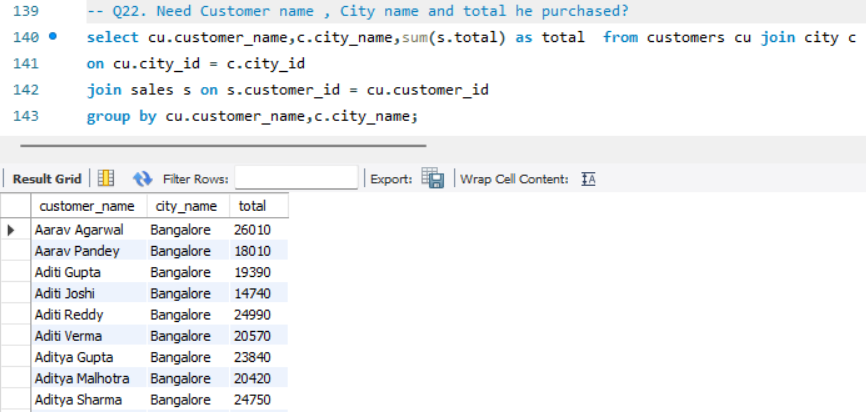 139 -- Q22. Need Customer name , City name and total he purchased?
140 select cu.customer_name,c.city_name,sum(s.total) as total  from customers cu join city c
141 on cu.city_id = c.city_id
142 join sales s on s.customer_id = cu.customer_id
143 group by cu.customer_name,c.city_name;
Result Grid Filter Rows: Export: Wrap Cell Content: IA
customer_name city_name total
Aarav Agarwal Bangalore 26010
Aarav Pandey Bangalore 18010
Aditi Gupta Bangalore 19390
Aditi Joshi Bangalore 14740
Aditi Reddy Bangalore 24990
Aditi Verma Bangalore 20570
Aditya Gupta Bangalore 23840
Aditya Malhotra Bangalore 20420
Aditya Sharma Bangalore 24750